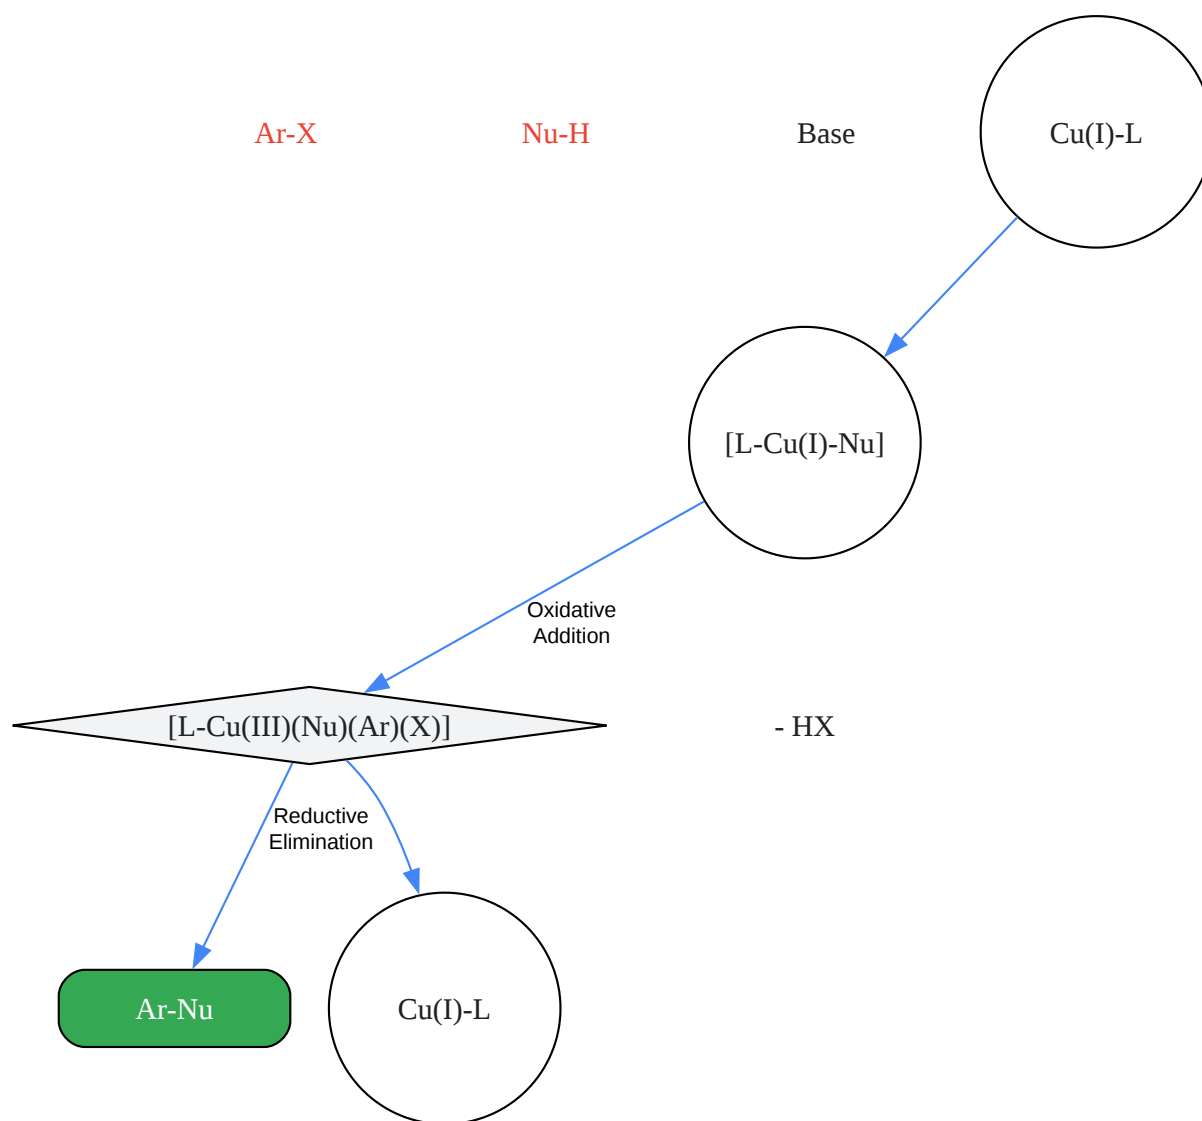 Ar-X
Nu-H
Base
Cu(I)-L
[L-Cu(I)-Nu]
Oxidative
Addition
[L-Cu(III)(Nu)(Ar)(X)]
- HX
Reductive
Elimination
Ar-Nu
Cu(I)-L